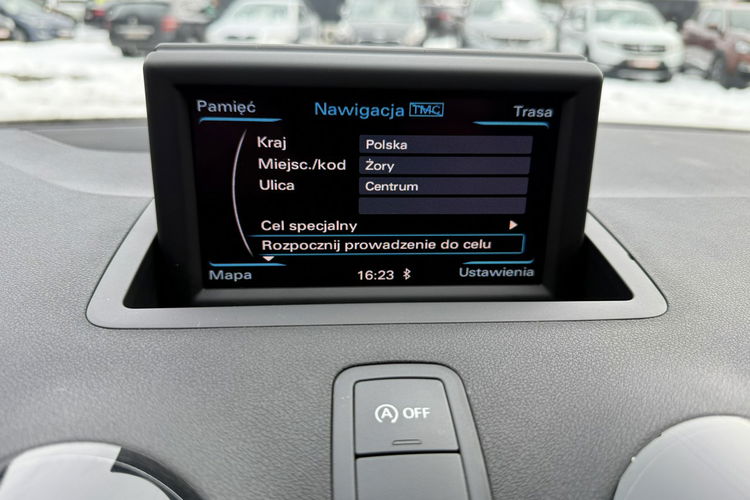 Pamięć Nawigacja TMC Trasa
Kraj Polska
Miejsc./kod Żory
Ulica Centrum
Cel specjalny
Rozpocznij prowadzenie do celu
Mapa 16:23 Ustawienia
A OFF